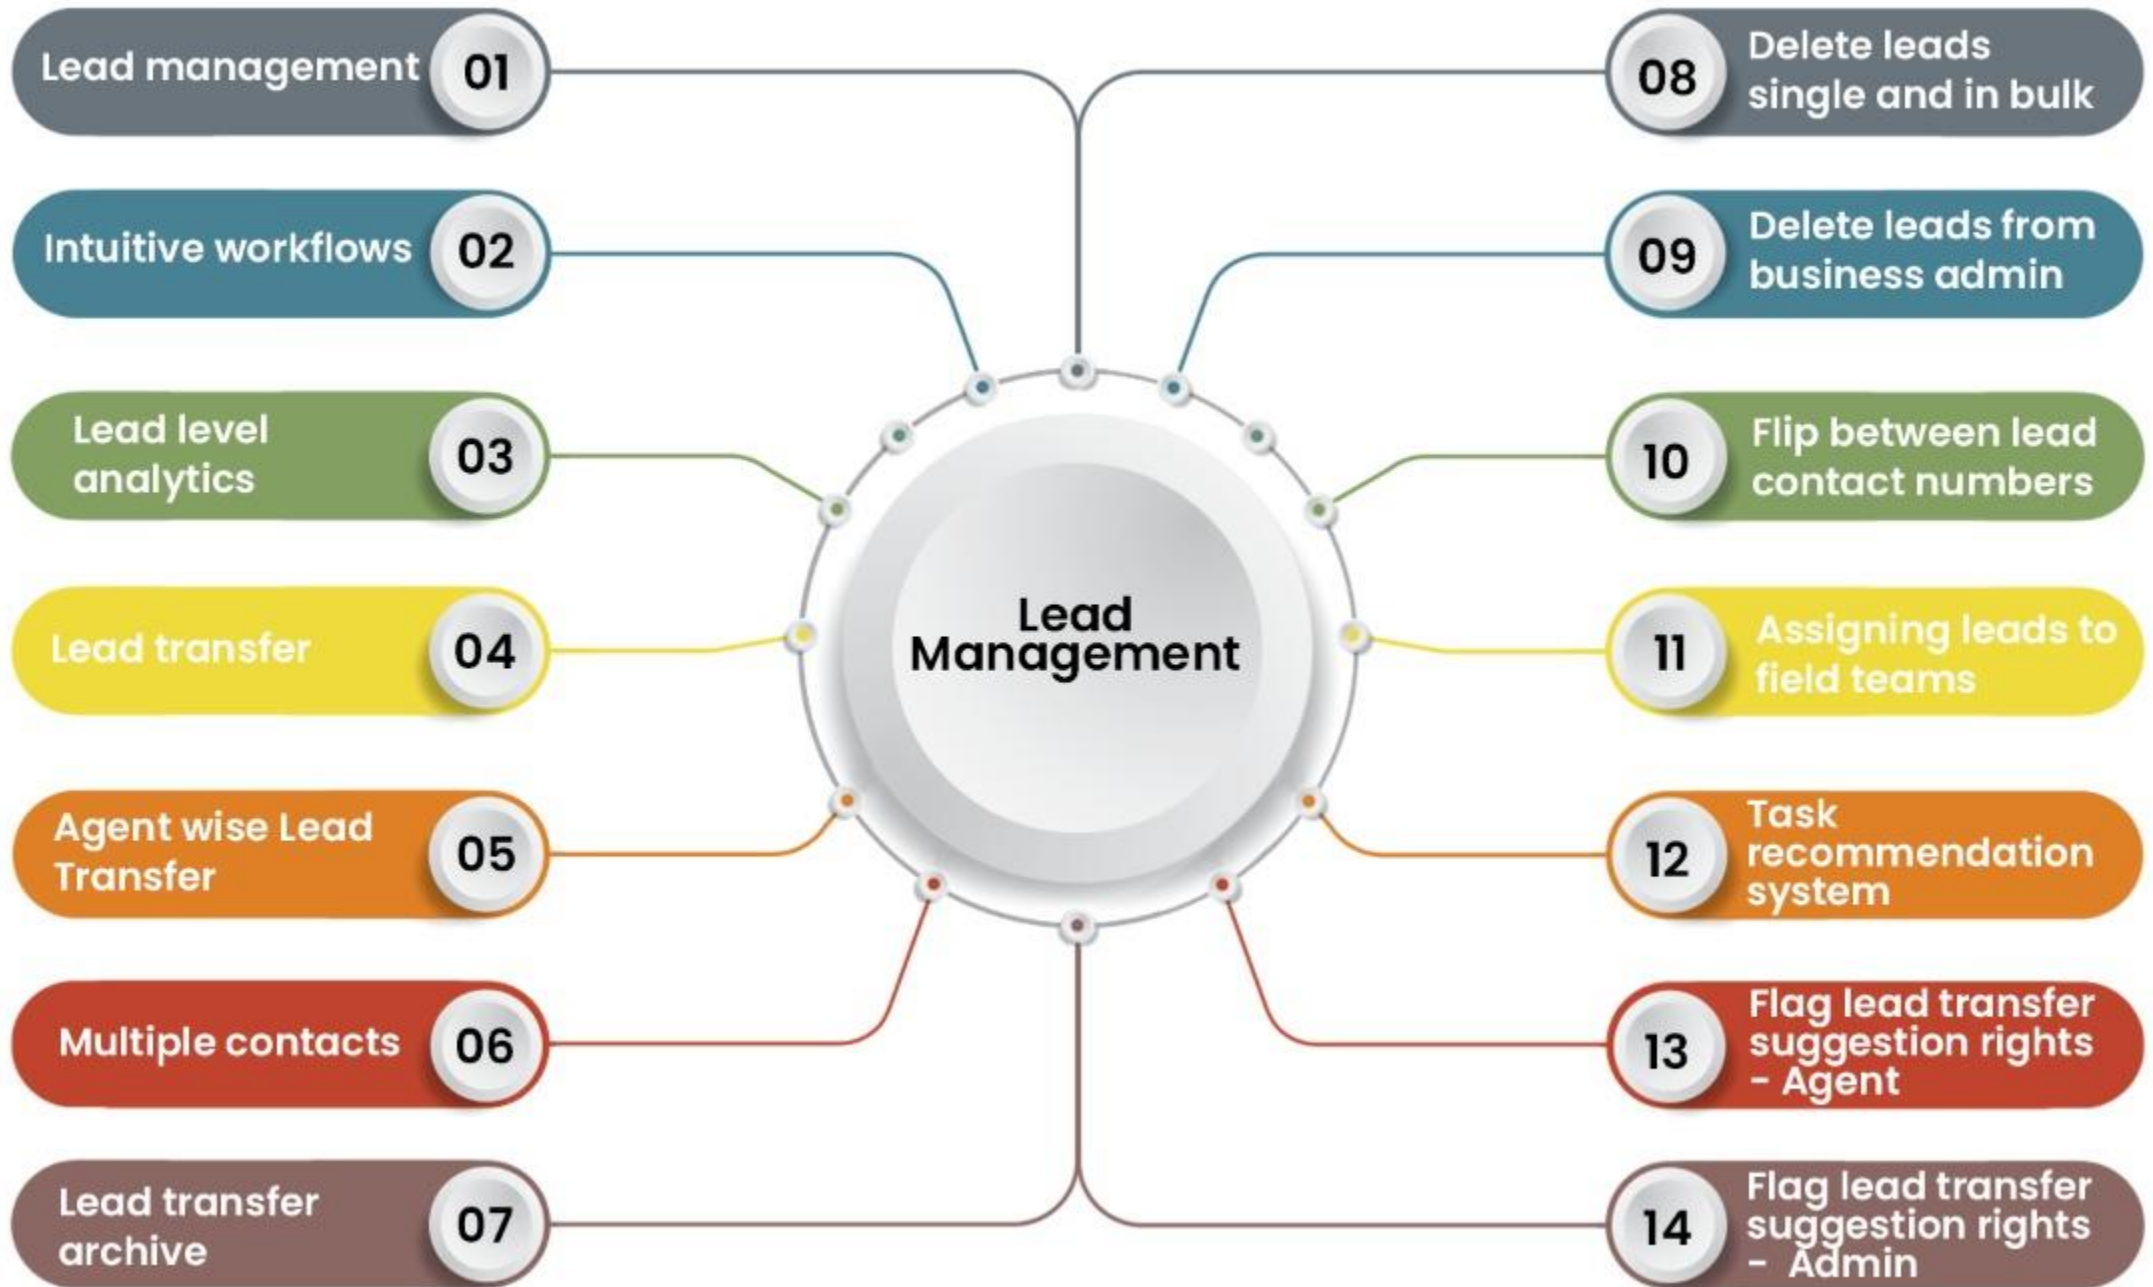 Lead management
01
Intuitive workflows
02
Lead level
analytics
03
Lead transfer
04
Agent wise Lead
Transfer
05
Multiple contacts
06
Lead transfer
archive
07
Lead
Management
08
Delete leads
single and in bulk
09
Delete leads from
business admin
10
Flip between lead
contact numbers
11
Assigning leads to
field teams
12
Task
recommendation
system
13
Flag lead transfer
suggestion rights
- Agent
14
Flag lead transfer
suggestion rights
- Admin